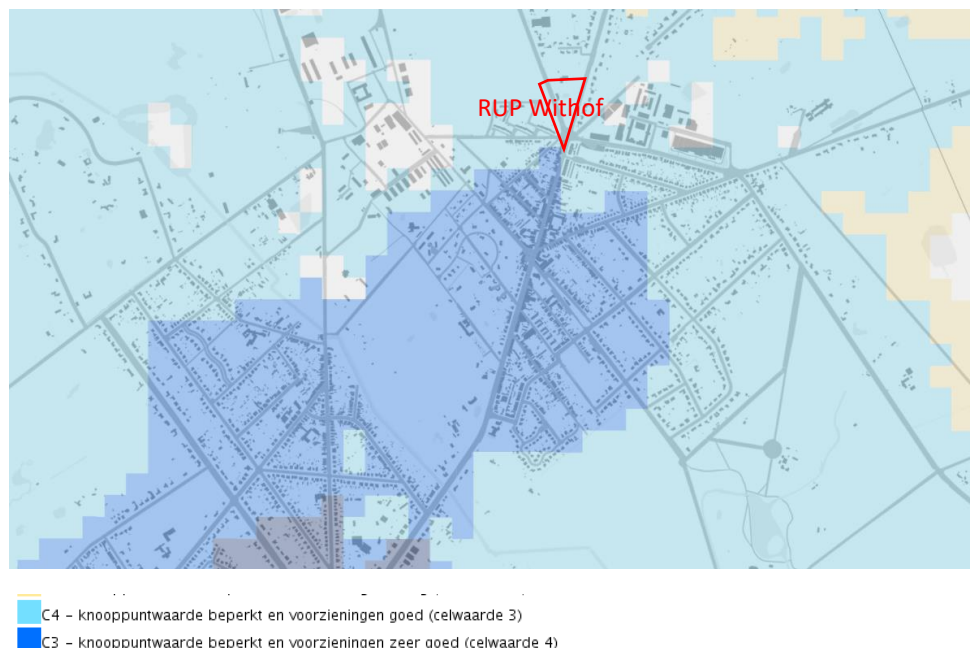 RUP Withof
C4 – knooppuntwaarde beperkt en voorzieningen goed (celwaarde 3)
C3 – knooppuntwaarde beperkt en voorzieningen zeer goed (celwaarde 4)